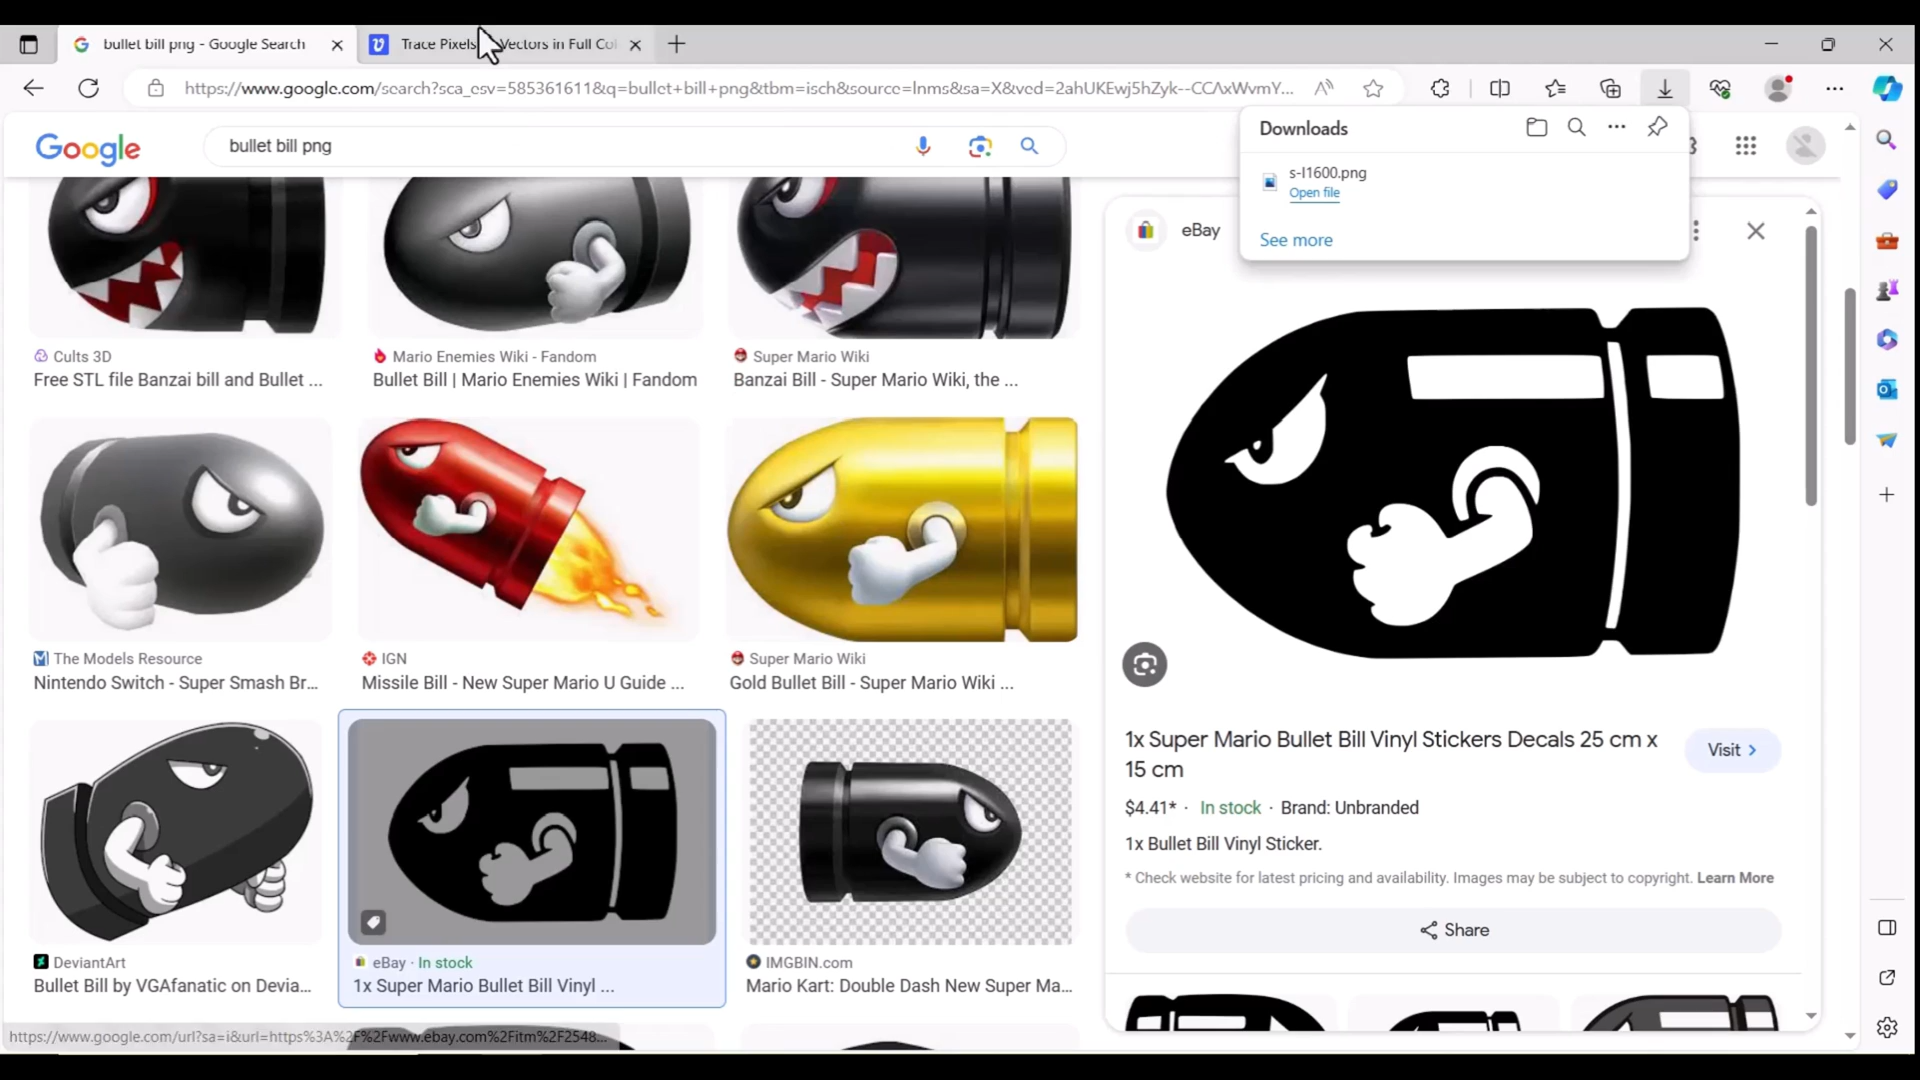 bullet bill png - Google Search
Trace Pixels Vectors in Full Col
https://www.google.com/search?sca_esv=585361611&q=bullet+bill+png&tbm=isch&source=lnms&sa=X&ved=2ahUKEwj5hZyk--CCAxWvmY...
Google
bullet bill png
Downloads
s-l1600.png
Open file
See more
eBay
Cults 3D
Free STL file Banzai bill and Bullet ...
Mario Enemies Wiki - Fandom
Bullet Bill | Mario Enemies Wiki | Fandom
Super Mario Wiki
Banzai Bill - Super Mario Wiki, the ...
The Models Resource
Nintendo Switch - Super Smash Br...
IGN
Missile Bill - New Super Mario U Guide ...
Super Mario Wiki
Gold Bullet Bill - Super Mario Wiki ...
DeviantArt
Bullet Bill by VGAfanatic on Devia...
eBay · In stock
1x Super Mario Bullet Bill Vinyl ...
IMGBIN.com
Mario Kart: Double Dash New Super Ma...
1x Super Mario Bullet Bill Vinyl Stickers Decals 25 cm x
15 cm
Visit
$4.41* · In stock · Brand: Unbranded
1x Bullet Bill Vinyl Sticker.
* Check website for latest pricing and availability. Images may be subject to copyright. Learn More
Share
https://www.google.com/url?sa=i&url=https%3A%2F%2Fwww.ebay.com%2Fitm%2F2548...